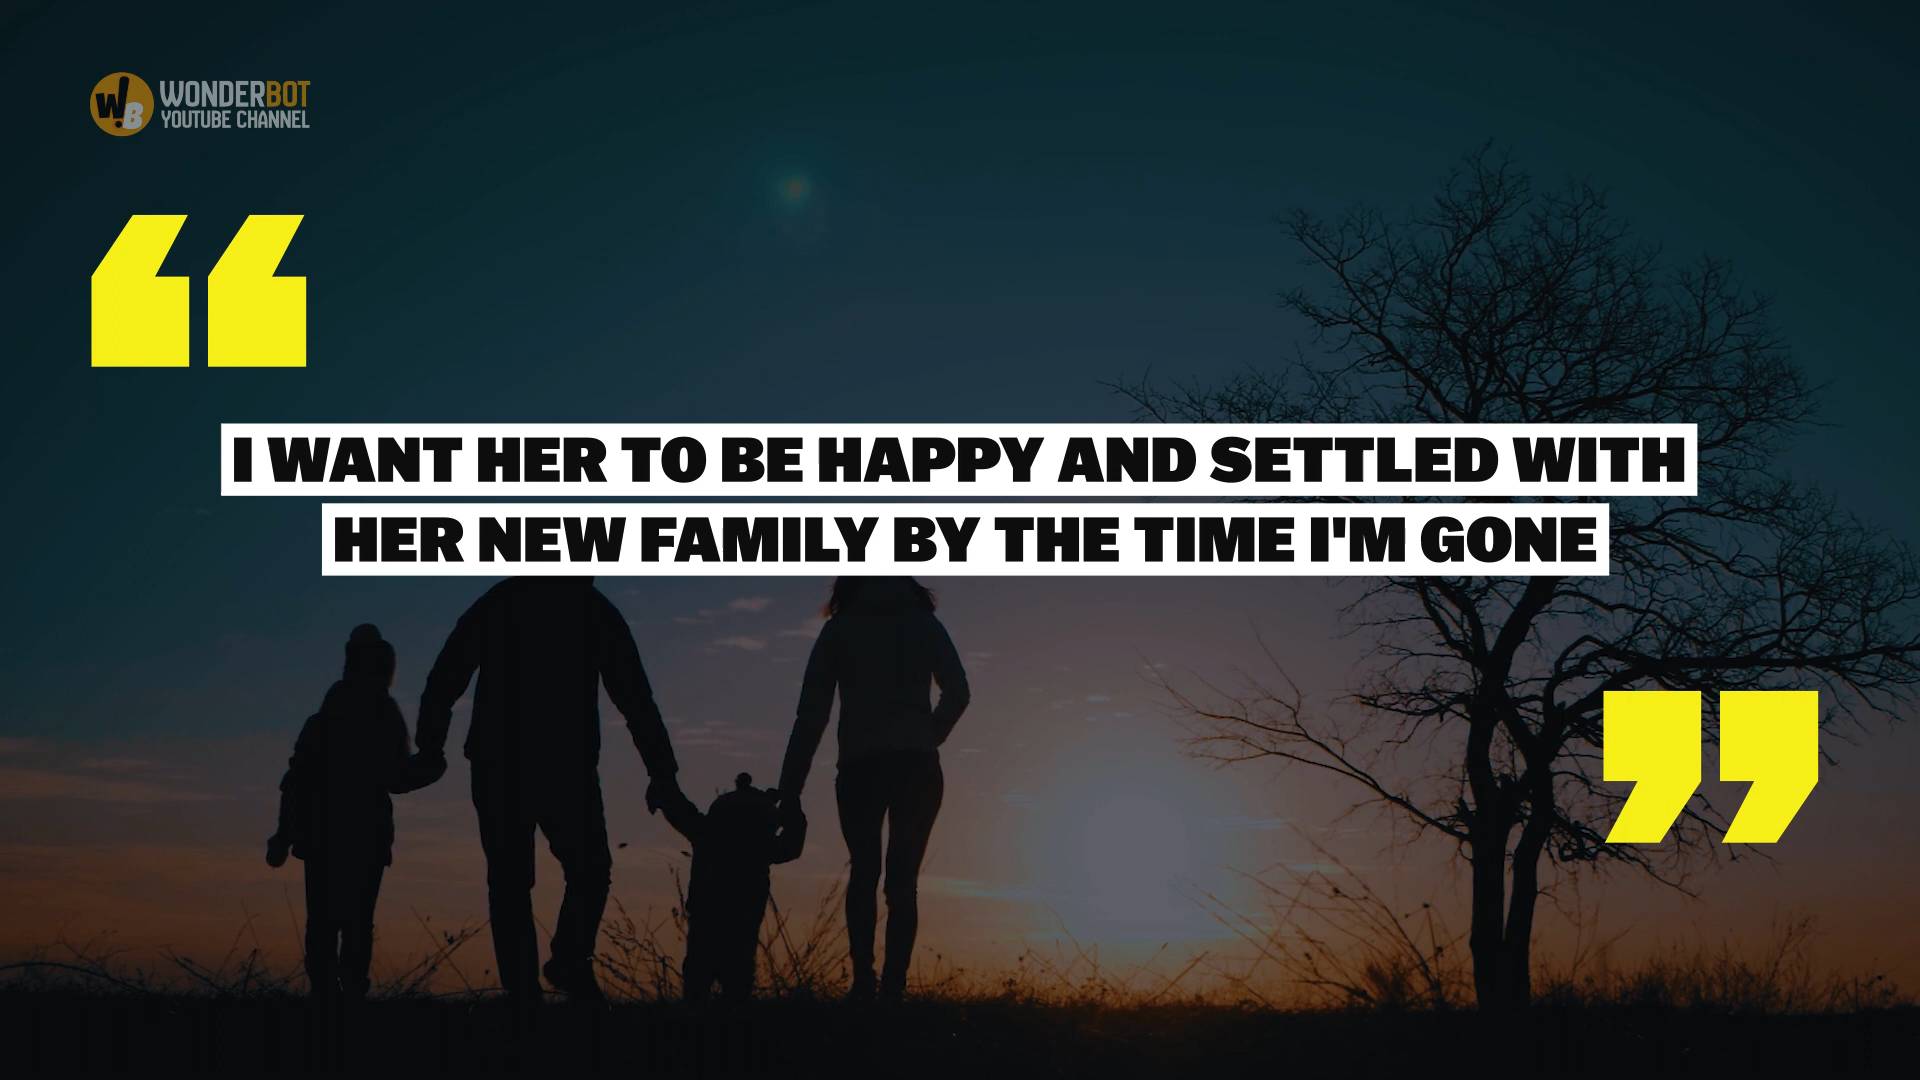 W!B WONDERBOT
YOUTUBE CHANNEL
“
I WANT HER TO BE HAPPY AND SETTLED WITH
HER NEW FAMILY BY THE TIME I'M GONE
”